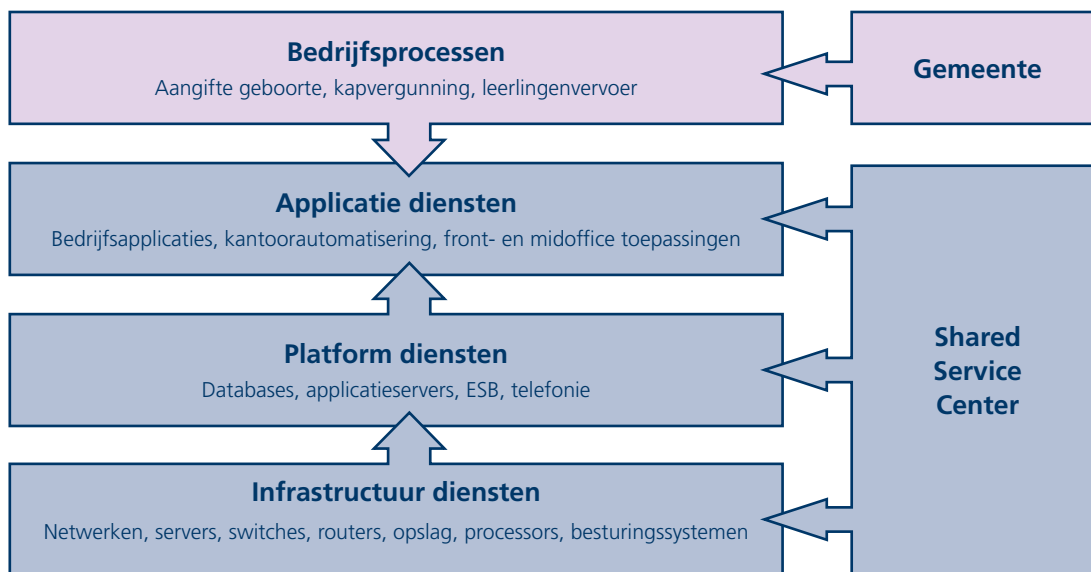 Bedrijfsprocessen
Aangifte geboorte, kapvergunning, leerlingenvervoer
Gemeente
Applicatie diensten
Bedrijfsapplicaties, kantoorautomatisering, front- en midoffice toepassingen
Platform diensten
Databases, applicatieservers, ESB, telefonie
Infrastructuur diensten
Netwerken, servers, switches, routers, opslag, processors, besturingssystemen
Shared
Service
Center